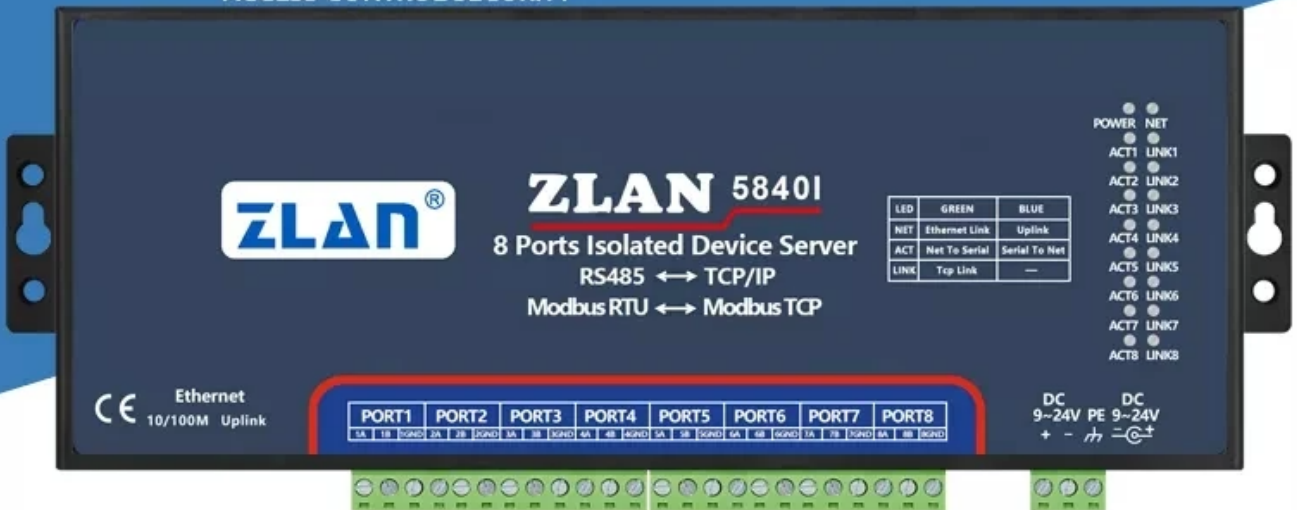 ZLAN®
ZLAN 5840I
8 Ports Isolated Device Server
RS485 ↔ TCP/IP
Modbus RTU ↔ Modbus TCP
LED GREEN BLUE
NET Ethernet Link Uplink
ACT Net To Serial Serial To Net
LINK Tcp Link —
POWER NET
ACT1 LINK1
ACT2 LINK2
ACT3 LINK3
ACT4 LINK4
ACT5 LINK5
ACT6 LINK6
ACT7 LINK7
ACT8 LINK8
CE
Ethernet
10/100M Uplink
PORT1 PORT2 PORT3 PORT4 PORT5 PORT6 PORT7 PORT8
1B 1GND 2A 2B 2GND 3A 3B 3GND 4A 4B 4GND 5A 5B 5GND 6A 6B 6GND 7A 7B 7GND 8A 8B 8GND
DC DC
9~24V PE 9~24V
+ - - +